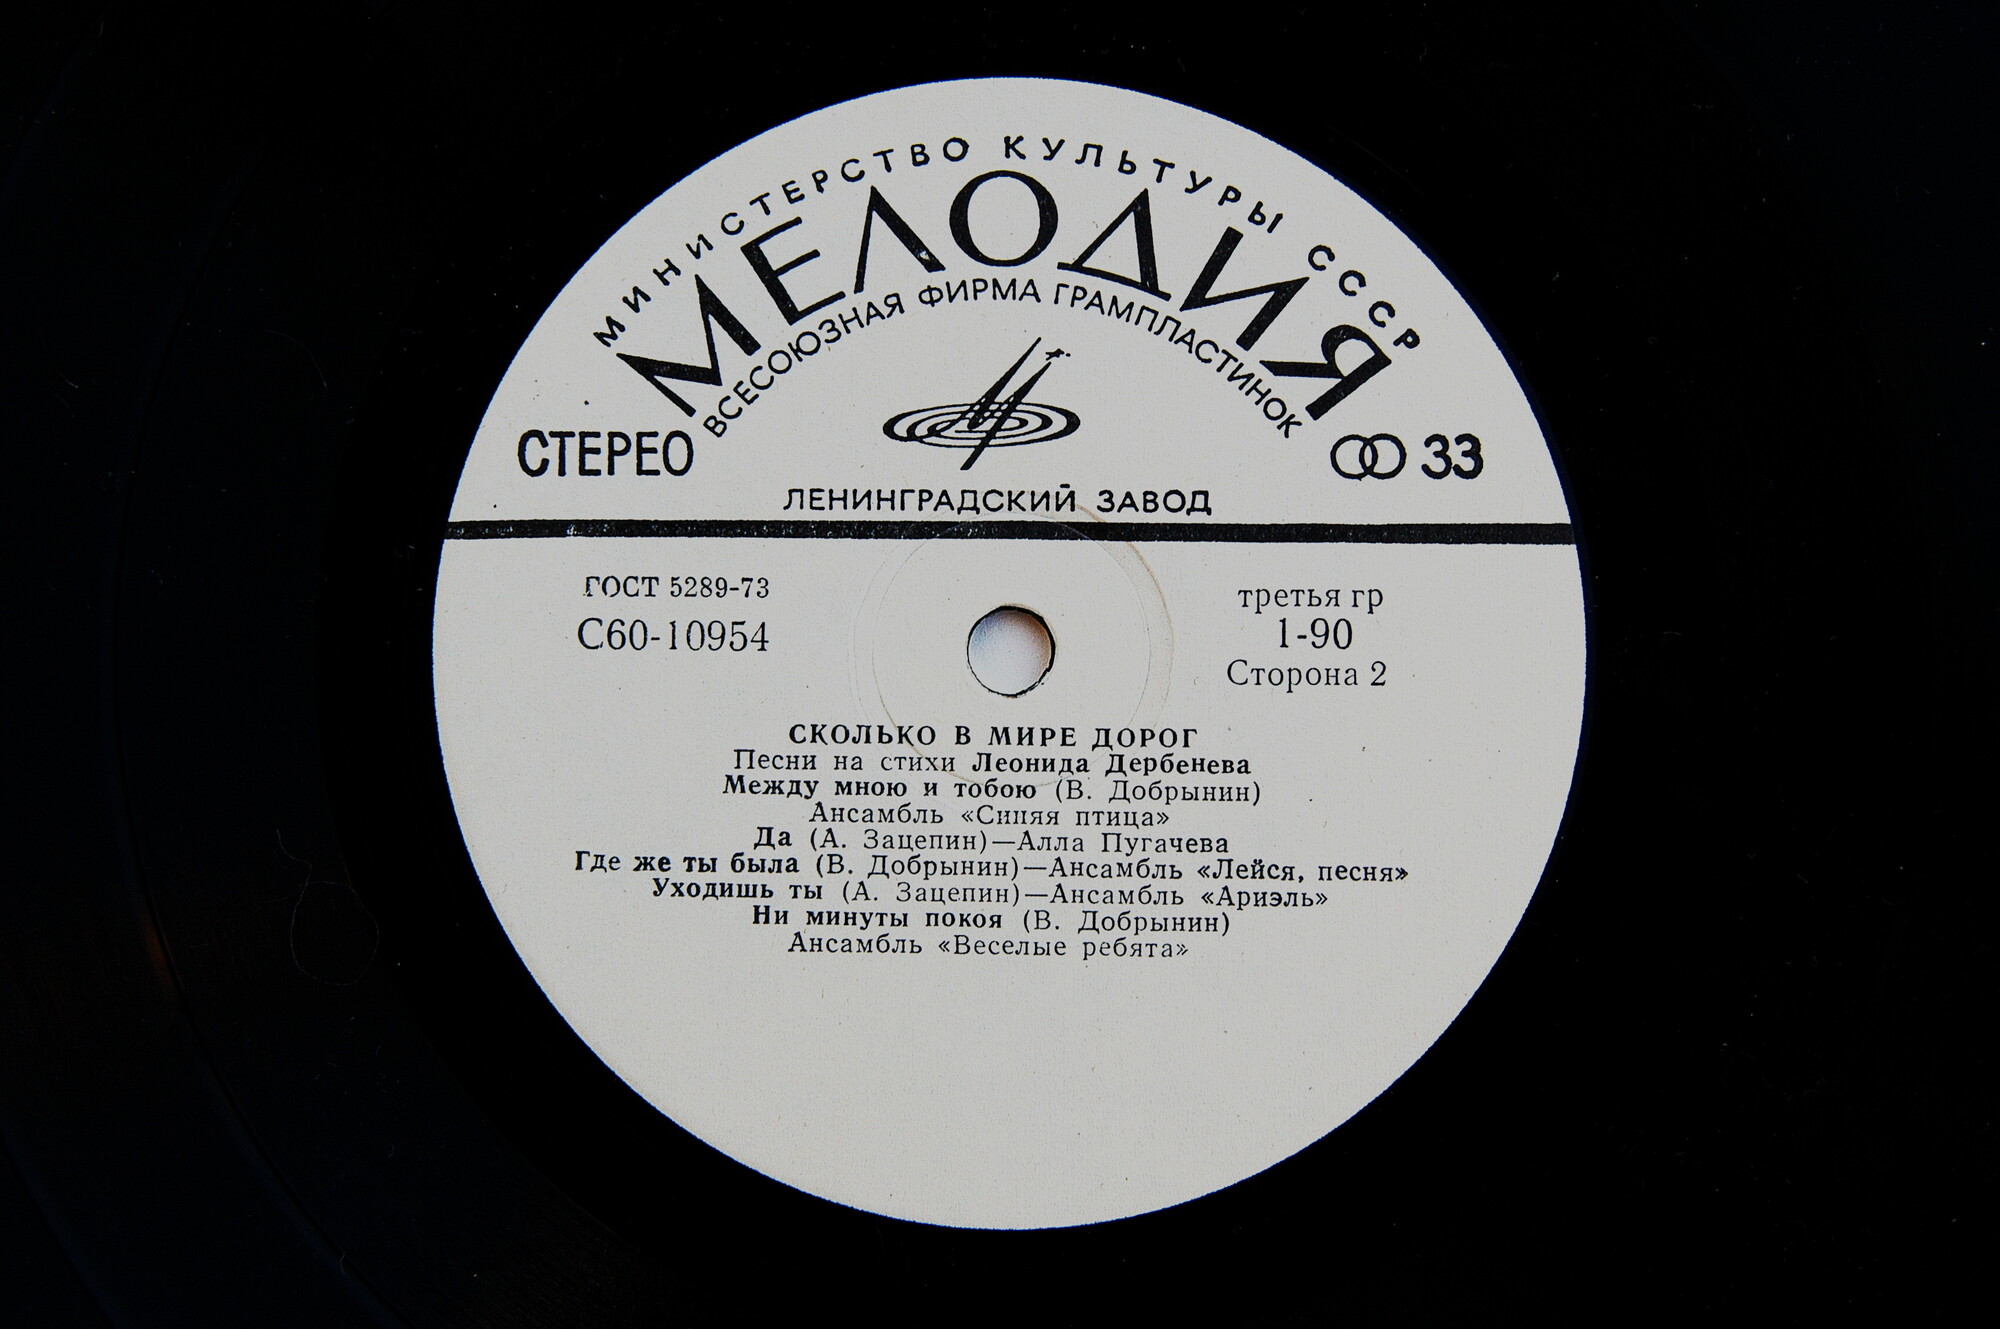 МИНИСТЕРСТВО КУЛЬТУРЫ СССР
МЕЛОДИЯ
ВСЕСОЮЗНАЯ ФИРМА ГРАМПЛАСТИНОК
СТЕРЕО
33
ЛЕНИНГРАДСКИЙ ЗАВОД
ГОСТ 5289-73
С60-10954
третья гр
1-90
Сторона 2
СКОЛЬКО В МИРЕ ДОРОГ
Песни на стихи Леонида Дербенева
Между мною и тобою (В. Добрынин)
Ансамбль «Синяя птица»
Да (А. Зацепин)—Алла Пугачева
Где же ты была (В. Добрынин)—Ансамбль «Лейся, песня»
Уходишь ты (А. Зацепин)—Ансамбль «Ариэль»
Ни минуты покоя (В. Добрынин)
Ансамбль «Веселые ребята»